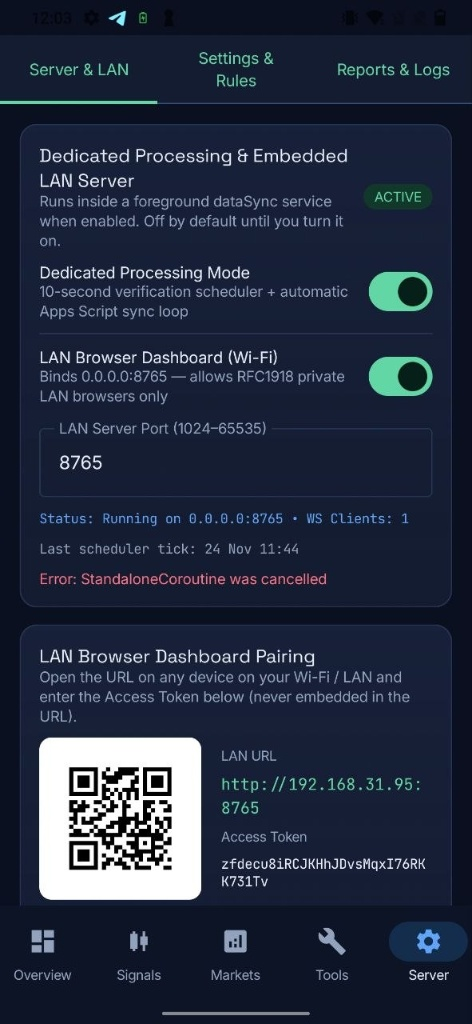 12:03
Server & LAN
Settings &
Rules
Reports & Logs
Dedicated Processing & Embedded
LAN Server
Runs inside a foreground dataSync service
when enabled. Off by default until you turn it
on.
ACTIVE
Dedicated Processing Mode
10-second verification scheduler + automatic
Apps Script sync loop
LAN Browser Dashboard (Wi-Fi)
Binds 0.0.0.0:8765 — allows RFC1918 private
LAN browsers only
LAN Server Port (1024–65535)
8765
Status: Running on 0.0.0.0:8765 • WS Clients: 1
Last scheduler tick: 24 Nov 11:44
Error: StandaloneCoroutine was cancelled
LAN Browser Dashboard Pairing
Open the URL on any device on your Wi-Fi / LAN and
enter the Access Token below (never embedded in the
URL).
LAN URL
http://192.168.31.95:
8765
Access Token
zfdecu8iRCJKHhJDvsMqxI76RK
K731Tv
Overview
Signals
Markets
Tools
Server